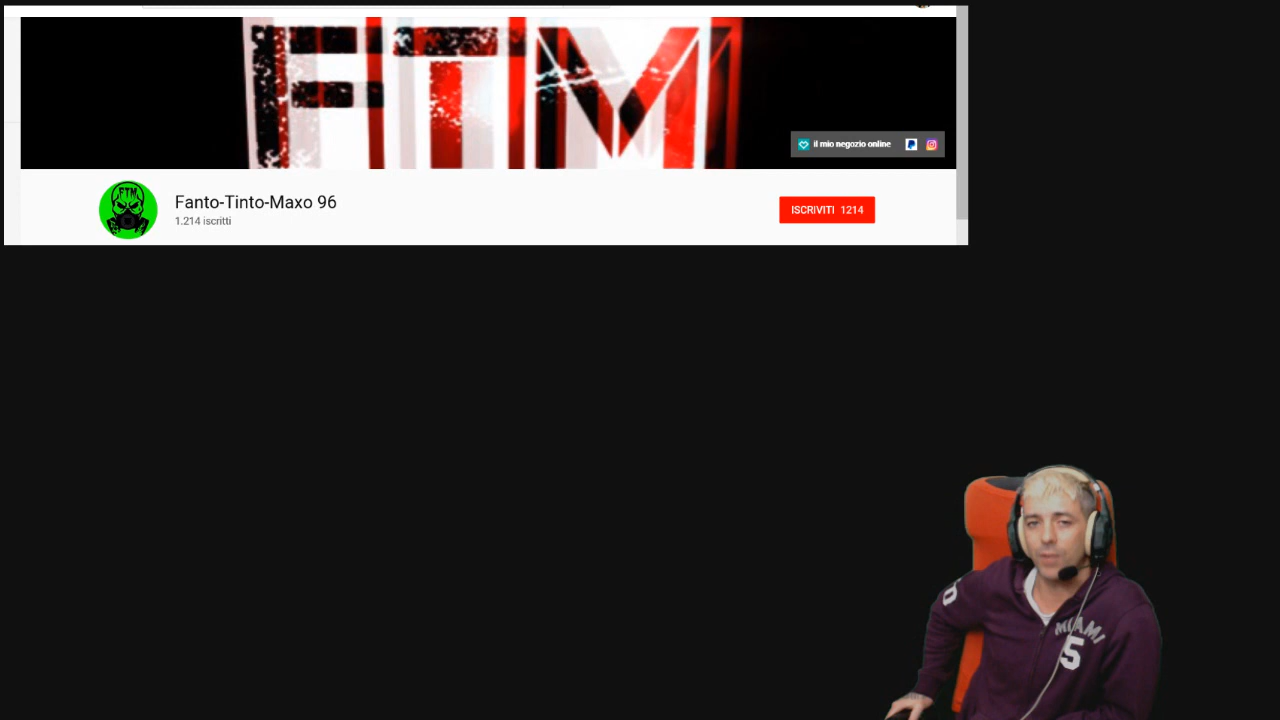 FTM
il mio negozio online
FTM
Fanto-Tinto-Maxo 96
1.214 iscritti
ISCRIVITI 1214
MIAMI
5